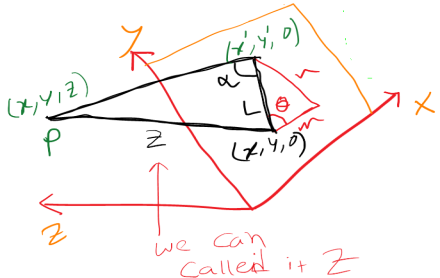 Y
(x',y',0)
(x,y,z)
α
X
P
L
θ
r
r
Z
(x,y,0)
Z
we can
called it Z